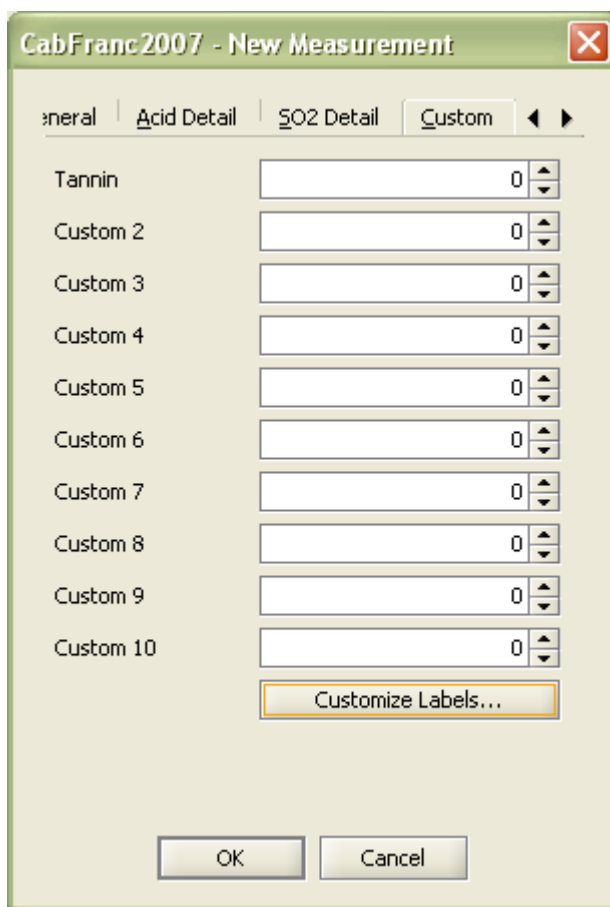 CabFranc2007 - New Measurement
eneral Acid Detail SO2 Detail Custom
Tannin 0
Custom 2 0
Custom 3 0
Custom 4 0
Custom 5 0
Custom 6 0
Custom 7 0
Custom 8 0
Custom 9 0
Custom 10 0
Customize Labels...
OK Cancel